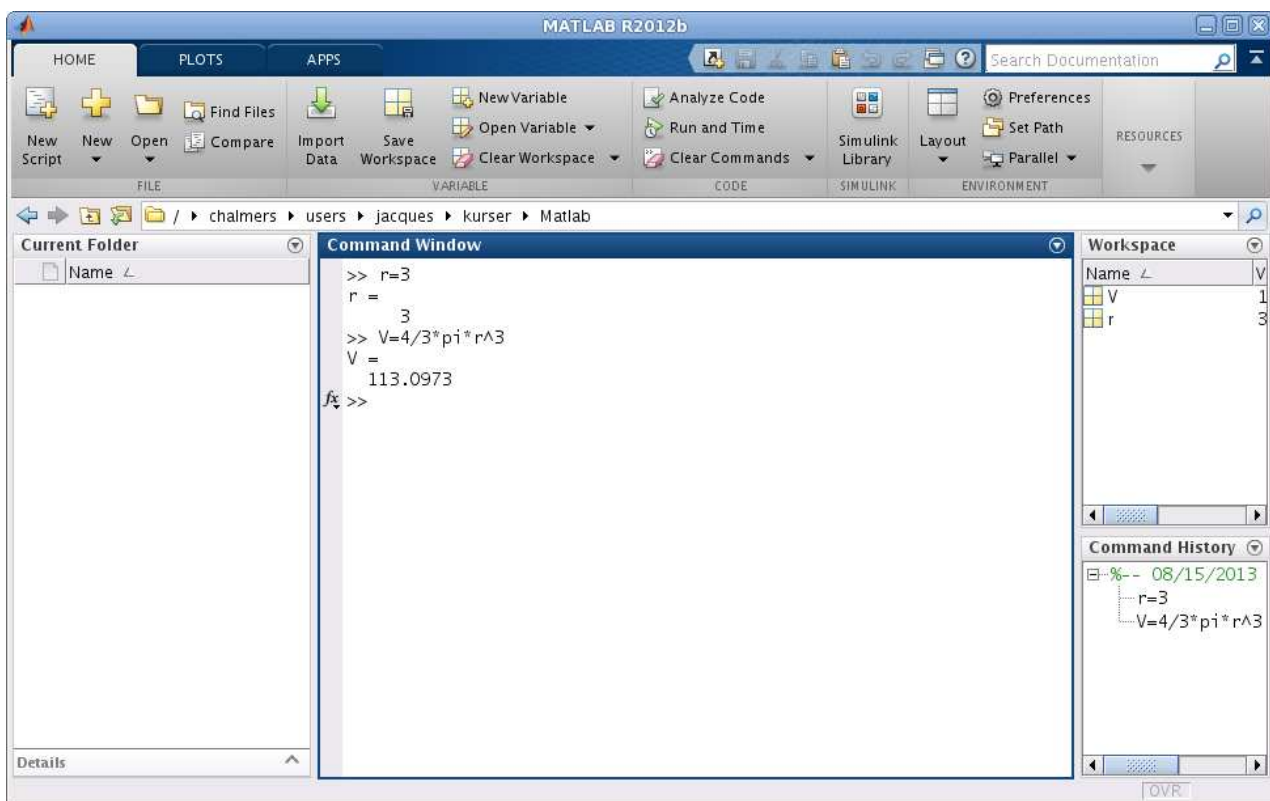 MATLAB R2012b
HOME PLOTS APPS Search Documentation
New Script New Open Find Files Compare
Import Data Save Workspace New Variable Open Variable Clear Workspace
Analyze Code Run and Time Clear Commands
Simulink Library Layout Preferences Set Path Parallel RESOURCES
FILE VARIABLE CODE SIMULINK ENVIRONMENT
/ chalmers users jacques kurser Matlab
Current Folder
Name
Command Window
>> r=3
r =
3
>> V=4/3*pi*r^3
V =
113.0973
fx >>
Workspace
Name V
V 1
r 3
Command History
%-- 08/15/2013
r=3
V=4/3*pi*r^3
Details
OVR